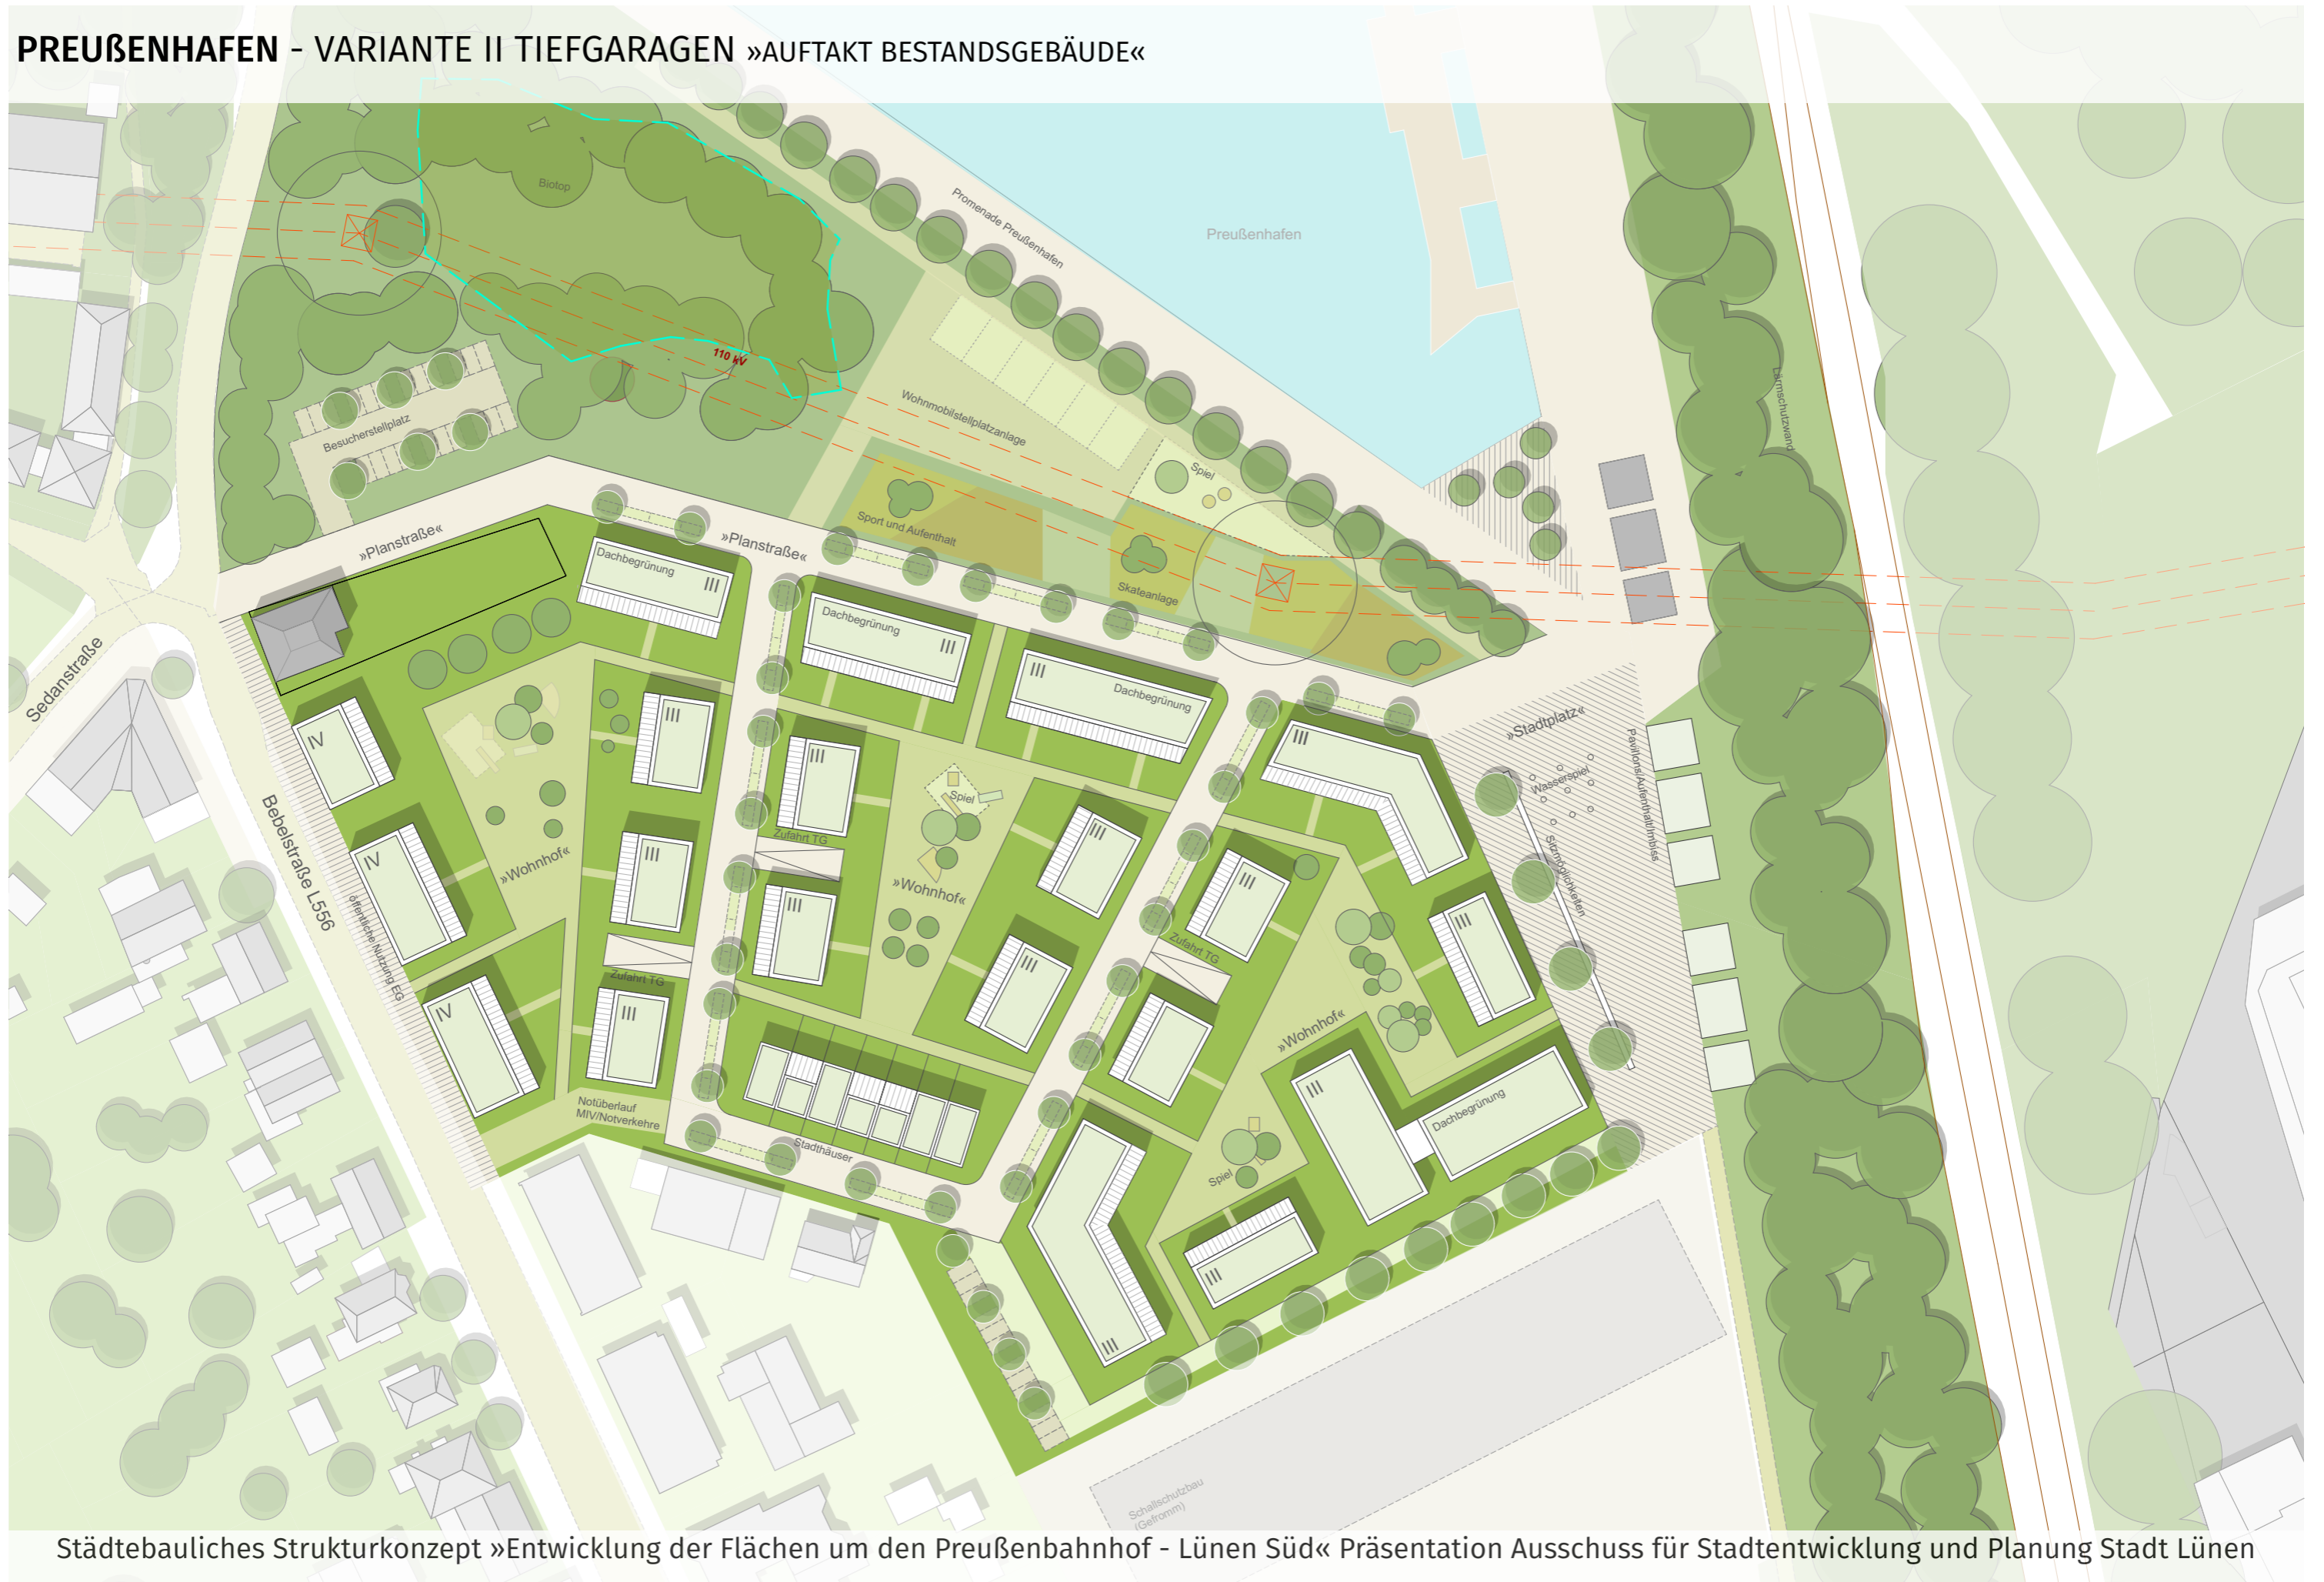 PREUßENHAFEN - VARIANTE II TIEFGARAGEN »AUFTAKT BESTANDSGEBÄUDE«
Biotop
Promenade Preußenhafen
Preußenhafen
110 kV
Lärmschutzwand
Besucherstellplatz
Wohnmobilstellplatzanlage
Spiel
Sport und Aufenthalt
Skateanlage
»Planstraße«
»Planstraße«
Sedanstraße
Bebelstraße L556
öffentliche Nutzung EG
Dachbegrünung
III
Dachbegrünung
III
III
Dachbegrünung
III
»Stadtplatz«
Wasserspiel
Sitzmöglichkeiten
Pavillons/Aufenthalt/Imbiss
IV
III
III
Spiel
III
IV
III
Zufahrt TG
»Wohnhof«
»Wohnhof«
III
III
III
Zufahrt TG
III
IV
Zufahrt TG
III
»Wohnhof«
Notüberlauf
MIV/Notverkehre
Stadthäuser
III
Dachbegrünung
Spiel
III
III
Schallschutzbau
(Gefromm)
Städtebauliches Strukturkonzept »Entwicklung der Flächen um den Preußenbahnhof - Lünen Süd« Präsentation Ausschuss für Stadtentwicklung und Planung Stadt Lünen